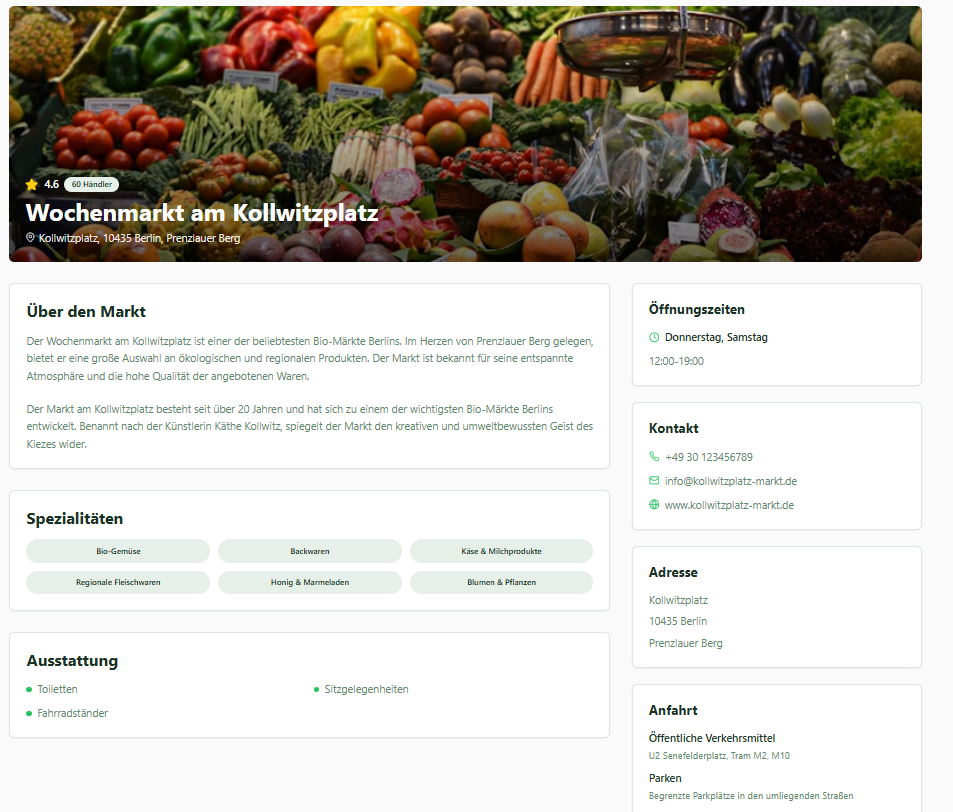 4.6 60 Händler
Wochenmarkt am Kollwitzplatz
Kollwitzplatz, 10435 Berlin, Prenzlauer Berg
Über den Markt
Der Wochenmarkt am Kollwitzplatz ist einer der beliebtesten Bio-Märkte Berlins. Im Herzen von Prenzlauer Berg gelegen,
bietet er eine große Auswahl an ökologischen und regionalen Produkten. Der Markt ist bekannt für seine entspannte
Atmosphäre und die hohe Qualität der angebotenen Waren.
Der Markt am Kollwitzplatz besteht seit über 20 Jahren und hat sich zu einem der wichtigsten Bio-Märkte Berlins
entwickelt. Benannt nach der Künstlerin Käthe Kollwitz, spiegelt der Markt den kreativen und umweltbewussten Geist des
Kiezes wider.
Spezialitäten
Bio-Gemüse
Backwaren
Käse & Milchprodukte
Regionale Fleischwaren
Honig & Marmeladen
Blumen & Pflanzen
Ausstattung
Toiletten
Sitzgelegenheiten
Fahrradständer
Öffnungszeiten
Donnerstag, Samstag
12:00-19:00
Kontakt
+49 30 123456789
info@kollwitzplatz-markt.de
www.kollwitzplatz-markt.de
Adresse
Kollwitzplatz
10435 Berlin
Prenzlauer Berg
Anfahrt
Öffentliche Verkehrsmittel
U2 Senefelderplatz, Tram M2, M10
Parken
Begrenzte Parkplätze in den umliegenden Straßen